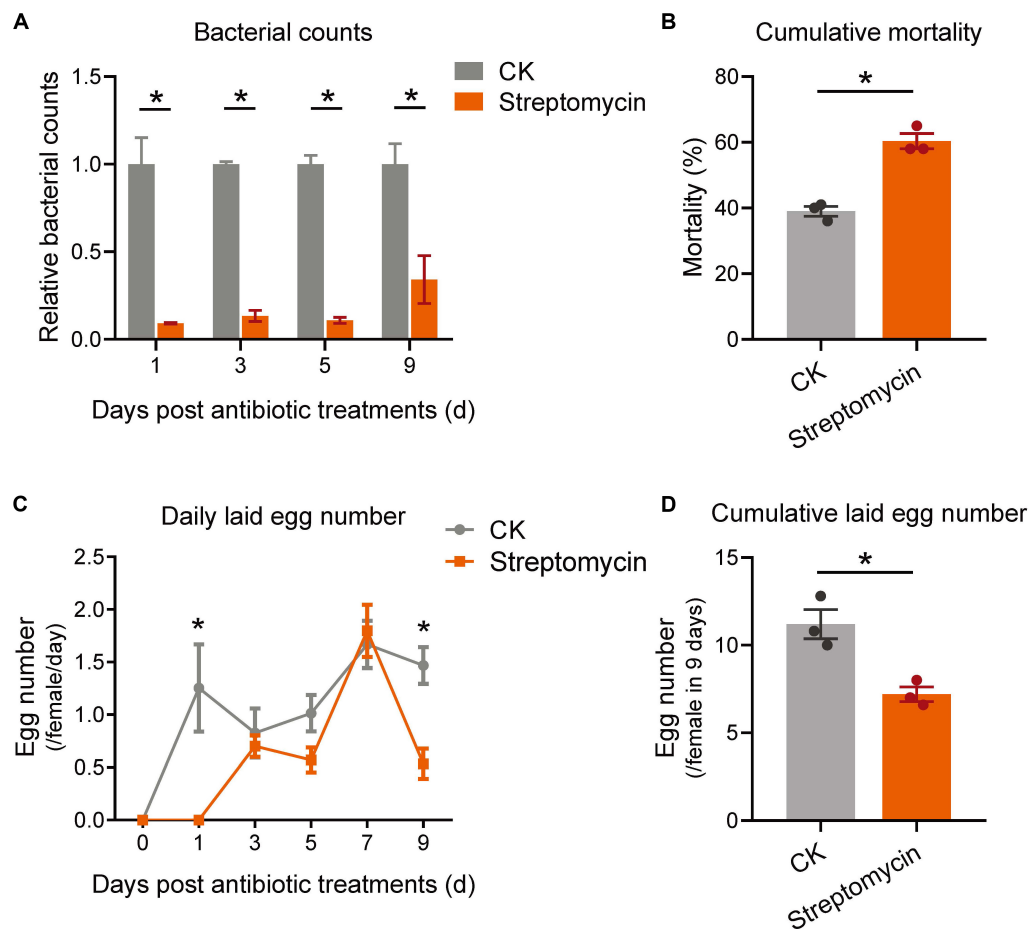 A
Bacterial counts
CK
Streptomycin
Relative bacterial counts
1.5
1.0
0.5
0.0
* * * *
1 3 5 9
Days post antibiotic treatments (d)
B
Cumulative mortality
Mortality (%)
80
60
40
20
0
*
CK
Streptomycin
C
Daily laid egg number
CK
Streptomycin
Egg number
(/female/day)
2.5
2.0
1.5
1.0
0.5
0.0
* *
0 1 3 5 7 9
Days post antibiotic treatments (d)
D
Cumulative laid egg number
Egg number
(/female in 9 days)
15
10
5
0
*
CK
Streptomycin